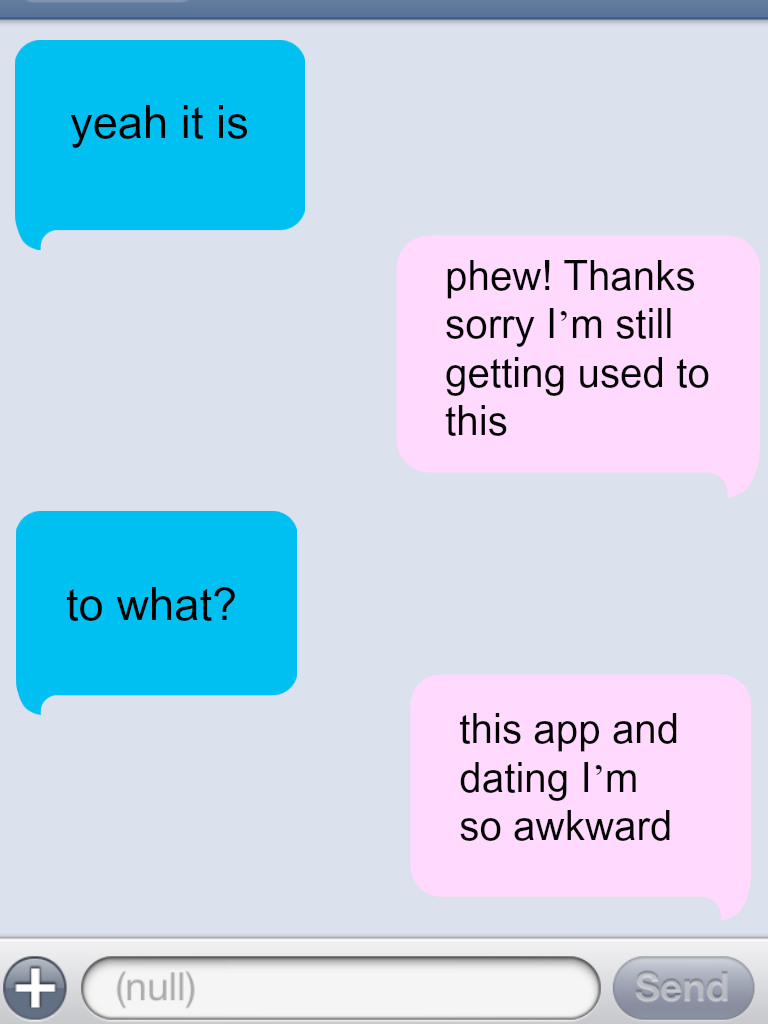 yeah it is
phew! Thanks
sorry I’m still
getting used to
this
to what?
this app and
dating I’m
so awkward
(null)
Send